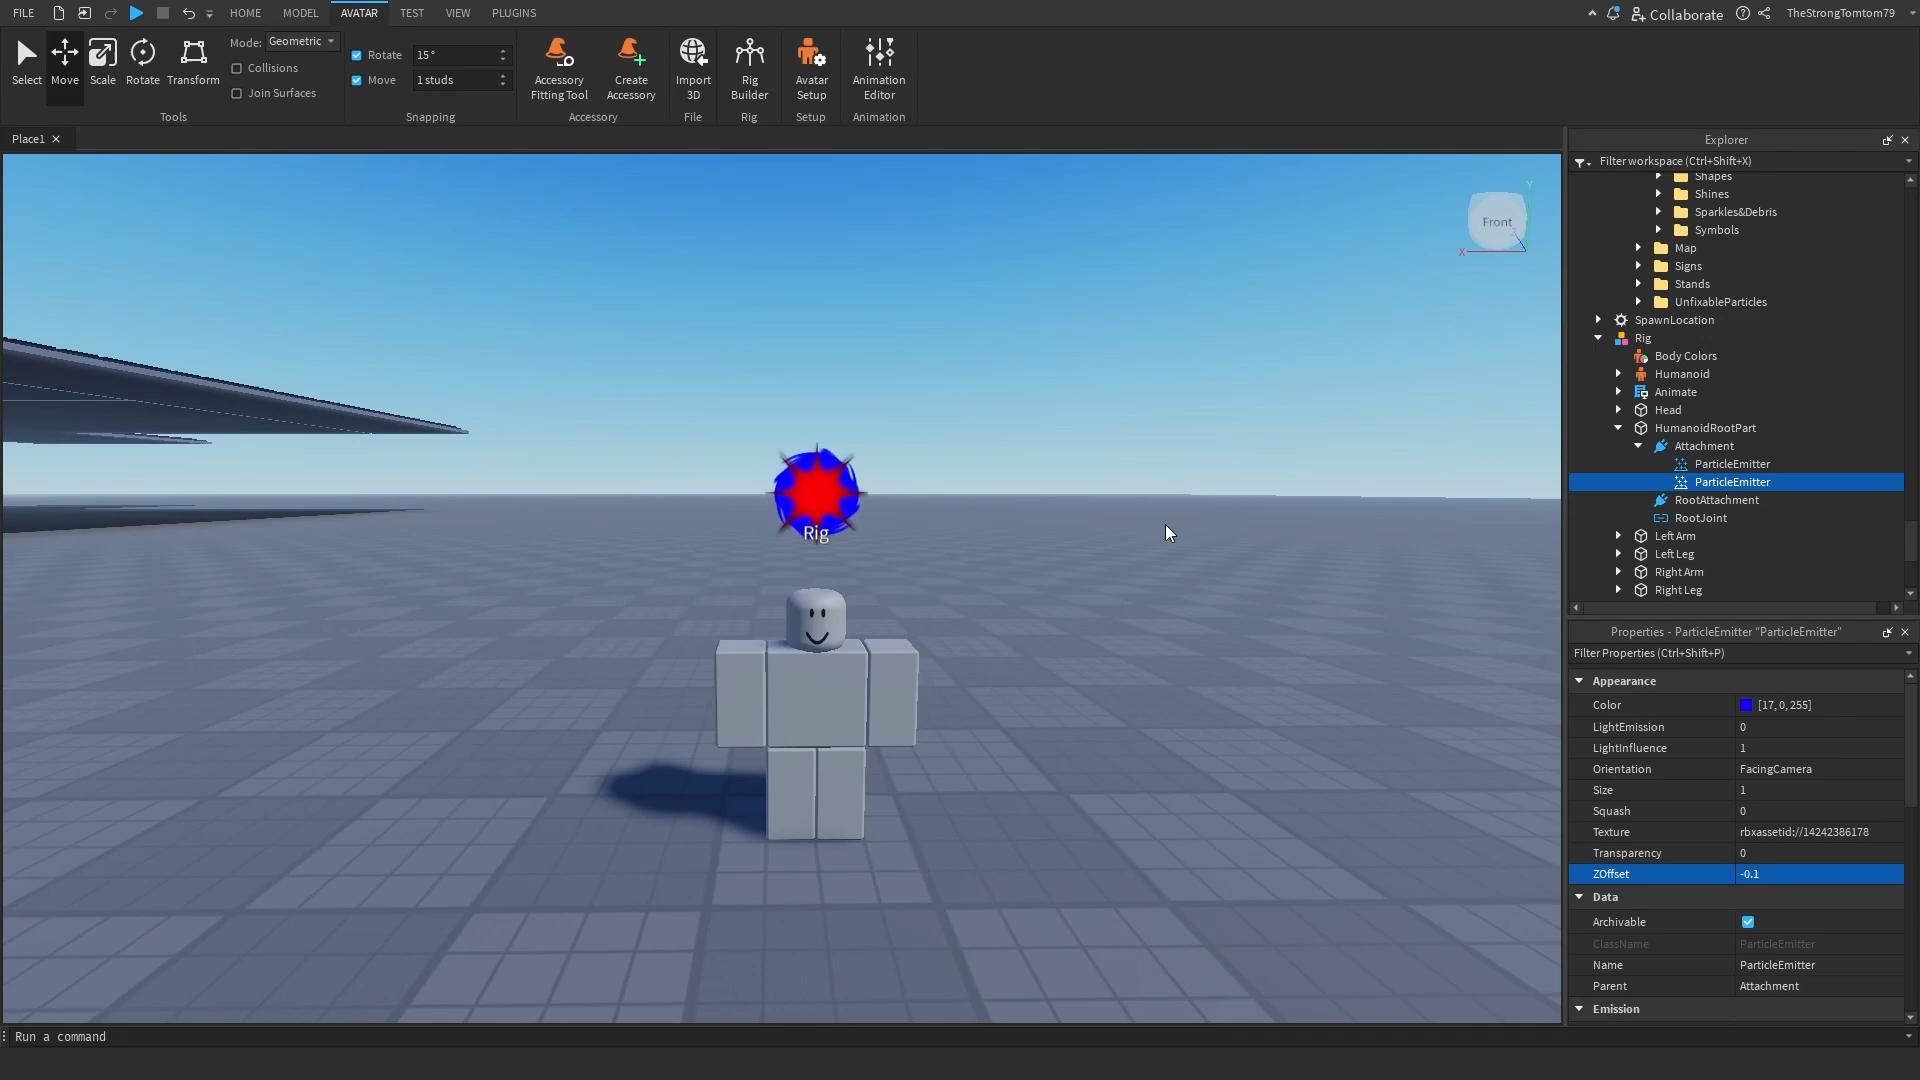 FILE HOME MODEL AVATAR TEST VIEW PLUGINS Collaborate TheStrongTomtom79
Select Move Scale Rotate Transform
Mode: Geometric
Collisions
Join Surfaces
Tools
Rotate 15°
Move 1 studs
Snapping
Accessory Fitting Tool
Create Accessory
Accessory
Import 3D
File
Rig Builder
Rig
Avatar Setup
Setup
Animation Editor
Animation
Place1
Front
Y
X
Rig
Explorer
Filter workspace (Ctrl+Shift+X)
Shapes
Shines
Sparkles&Debris
Symbols
Map
Signs
Stands
UnfixableParticles
SpawnLocation
Rig
Body Colors
Humanoid
Animate
Head
HumanoidRootPart
Attachment
ParticleEmitter
ParticleEmitter
RootAttachment
RootJoint
Left Arm
Left Leg
Right Arm
Right Leg
Properties - ParticleEmitter "ParticleEmitter"
Filter Properties (Ctrl+Shift+P)
Appearance
Color [17, 0, 255]
LightEmission 0
LightInfluence 1
Orientation FacingCamera
Size 1
Squash 0
Texture rbxassetid://14242386178
Transparency 0
ZOffset -0.1
Data
Archivable
ClassName ParticleEmitter
Name ParticleEmitter
Parent Attachment
Emission
Run a command